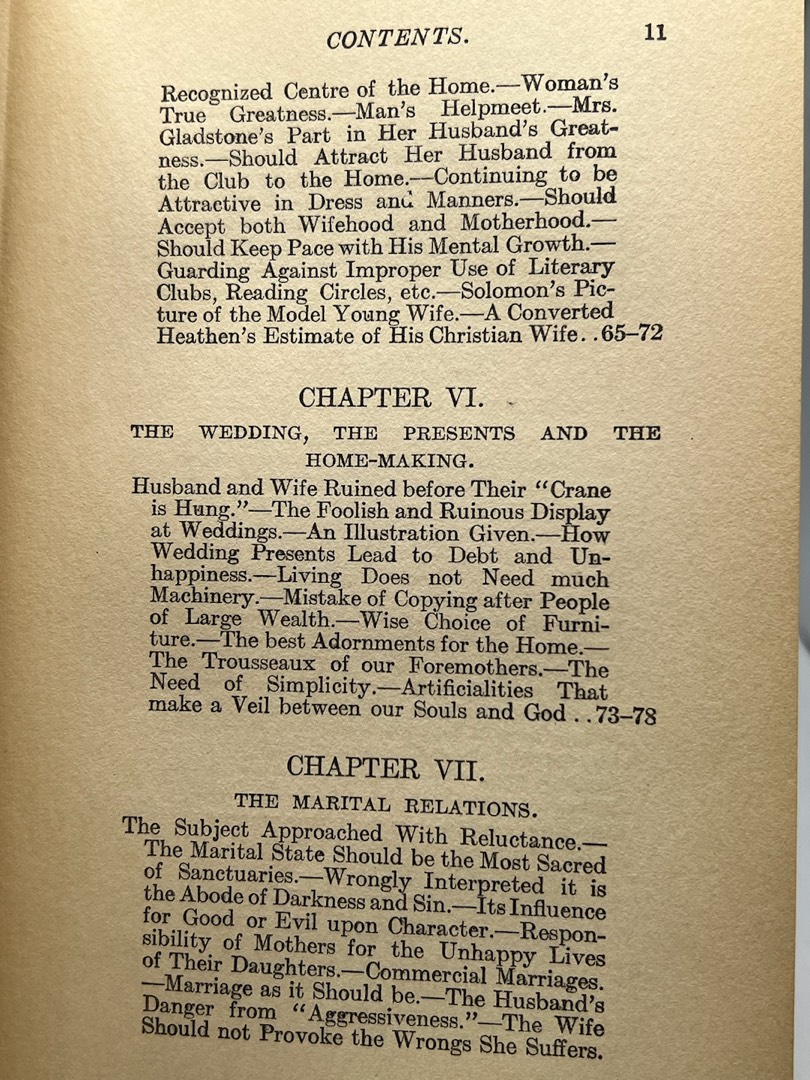 CONTENTS. 11
Recognized Centre of the Home.—Woman's
True Greatness.—Man's Helpmeet.—Mrs.
Gladstone's Part in Her Husband's Great-
ness.—Should Attract Her Husband from
the Club to the Home.—Continuing to be
Attractive in Dress and Manners.—Should
Accept both Wifehood and Motherhood.—
Should Keep Pace with His Mental Growth.—
Guarding Against Improper Use of Literary
Clubs, Reading Circles, etc.—Solomon's Pic-
ture of the Model Young Wife.—A Converted
Heathen's Estimate of His Christian Wife. .65–72
CHAPTER VI.
THE WEDDING, THE PRESENTS AND THE
HOME-MAKING.
Husband and Wife Ruined before Their "Crane
is Hung."—The Foolish and Ruinous Display
at Weddings.—An Illustration Given.—How
Wedding Presents Lead to Debt and Un-
happiness.—Living Does not Need much
Machinery.—Mistake of Copying after People
of Large Wealth.—Wise Choice of Furni-
ture.—The best Adornments for the Home.—
The Trousseaux of our Foremothers.—The
Need of Simplicity.—Artificialities That
make a Veil between our Souls and God . .73–78
CHAPTER VII.
THE MARITAL RELATIONS.
The Subject Approached With Reluctance.—
The Marital State Should be the Most Sacred
of Sanctuaries.—Wrongly Interpreted it is
the Abode of Darkness and Sin.—Its Influence
for Good or Evil upon Character.—Respon-
sibility of Mothers for the Unhappy Lives
of Their Daughters.—Commercial Marriages.
—Marriage as it Should be.—The Husband's
Danger from "Aggressiveness."—The Wife
Should not Provoke the Wrongs She Suffers.